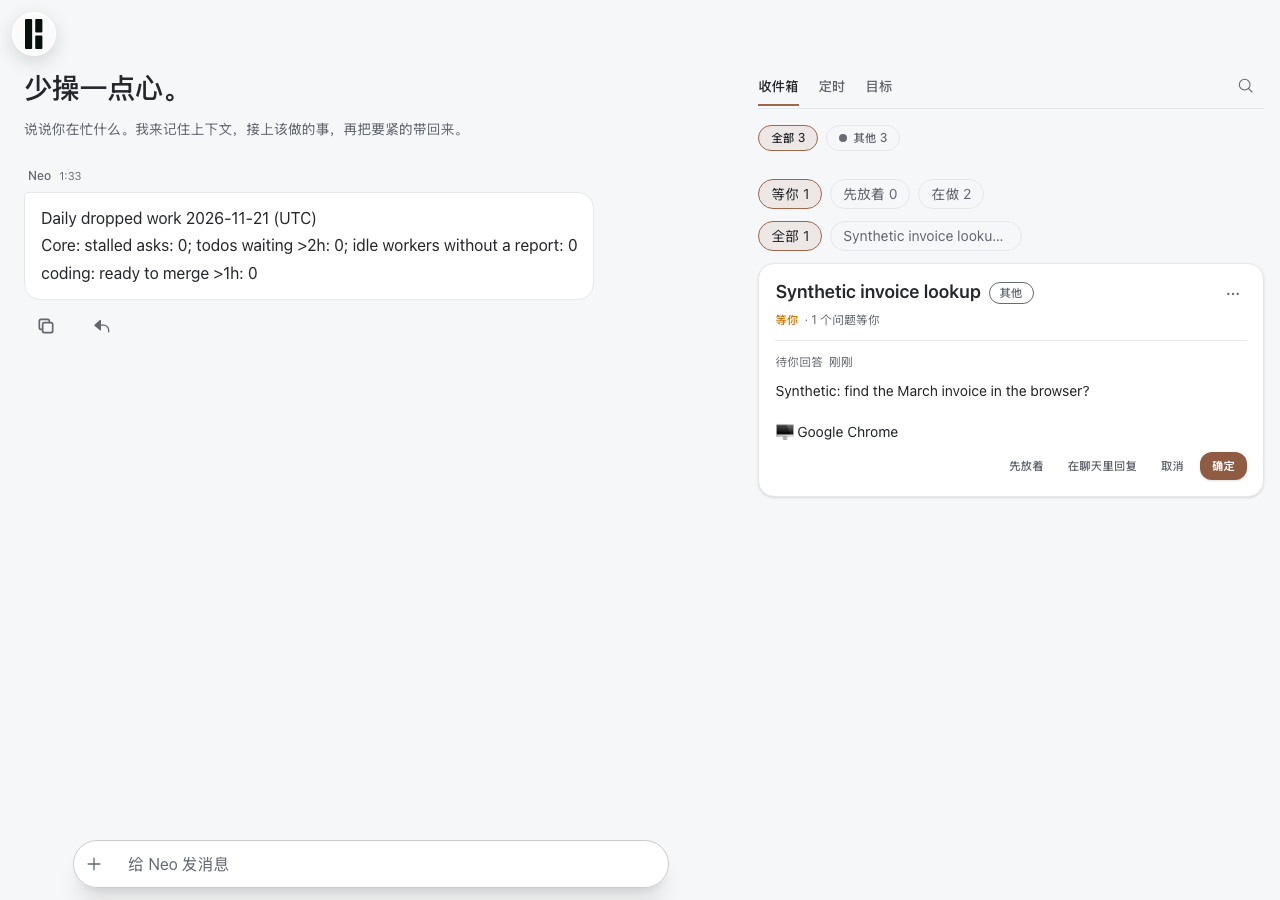 少操一点心。
说说你在忙什么。我来记住上下文，接上该做的事，再把要紧的带回来。
Neo 1:33
Daily dropped work 2026-11-21 (UTC)
Core: stalled asks: 0; todos waiting >2h: 0; idle workers without a report: 0
coding: ready to merge >1h: 0
给 Neo 发消息
收件箱 定时 目标
全部 3 其他 3
等你 1 先放着 0 在做 2
全部 1 Synthetic invoice looku...
Synthetic invoice lookup 其他
等你 · 1 个问题等你
待你回答 刚刚
Synthetic: find the March invoice in the browser?
Google Chrome
先放着 在聊天里回复 取消 确定